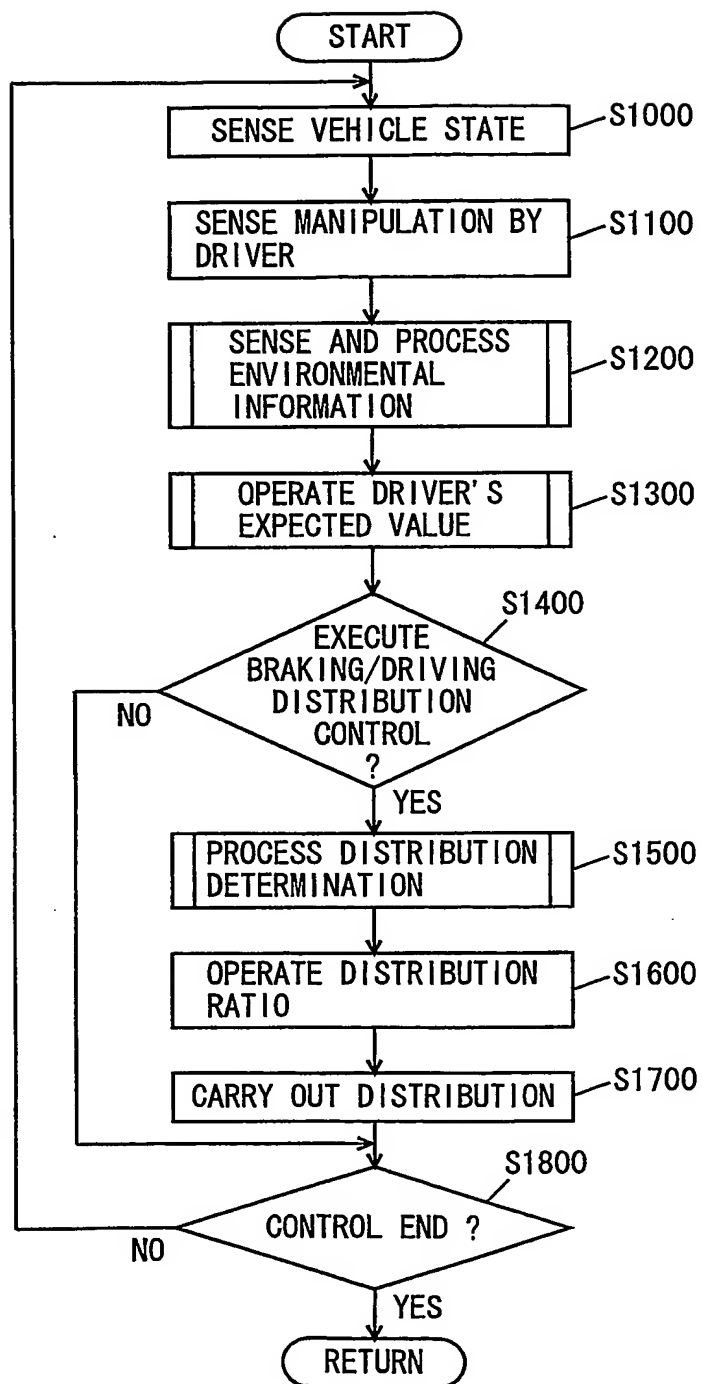 START
SENSE VEHICLE STATE
S1000
SENSE MANIPULATION BY
DRIVER
S1100
SENSE AND PROCESS
ENVIRONMENTAL
INFORMATION
S1200
OPERATE DRIVER'S
EXPECTED VALUE
S1300
S1400
EXECUTE
BRAKING/DRIVING
DISTRIBUTION
CONTROL
?
NO
YES
PROCESS DISTRIBUTION
DETERMINATION
S1500
OPERATE DISTRIBUTION
RATIO
S1600
CARRY OUT DISTRIBUTION
S1700
S1800
CONTROL END ?
NO
YES
RETURN